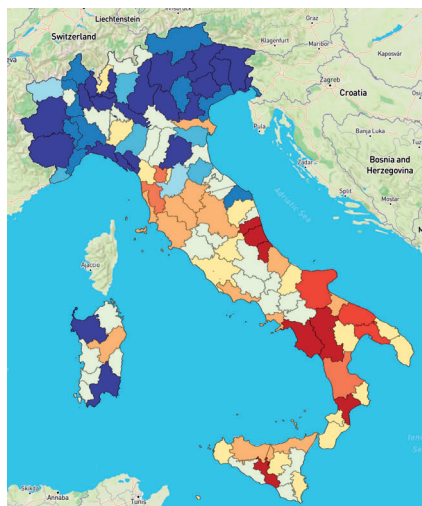 Liechtenstein
Switzerland
Graz
Maribor
Klagenfurt
Kaposvár
Zagreb
Croatia
Pula
Banja Luka
Bosnia and
Herzegovina
Zadar
Split
Mostar
Adriatic Sea
Ajaccio
Skikda
Annaba
Tunis